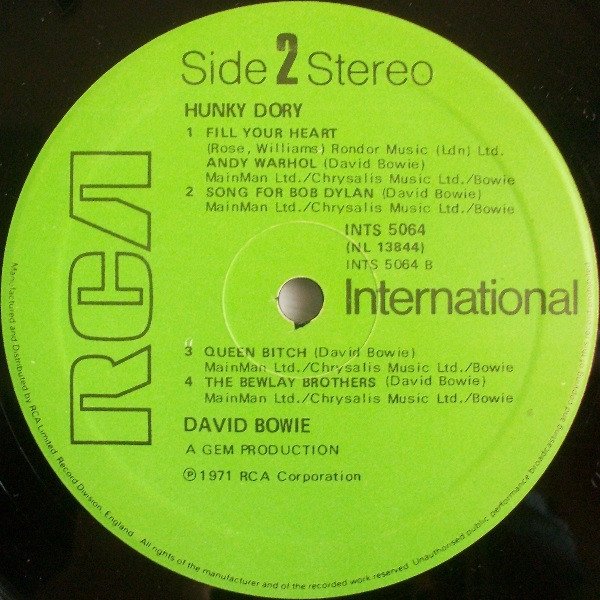 Side 2 Stereo
HUNKY DORY
1 FILL YOUR HEART
(Rose, Williams) Rondor Music (Ldn) Ltd.
ANDY WARHOL (David Bowie)
MainMan Ltd./Chrysalis Music Ltd./Bowie
2 SONG FOR BOB DYLAN (David Bowie)
MainMan Ltd./Chrysalis Music Ltd./Bowie
INTS 5064
(NL 13844)
INTS 5064 B
RCA
International
3 QUEEN BITCH (David Bowie)
MainMan Ltd./Chrysalis Music Ltd./Bowie
4 THE BEWLAY BROTHERS (David Bowie)
MainMan Ltd./Chrysalis Music Ltd./Bowie
DAVID BOWIE
A GEM PRODUCTION
Ⓟ 1971 RCA Corporation
Manufactured and Distributed by RCA Limited, Record Division, England. All rights of the manufacturer and of the recorded work reserved. Unauthorised public performance, broadcasting and